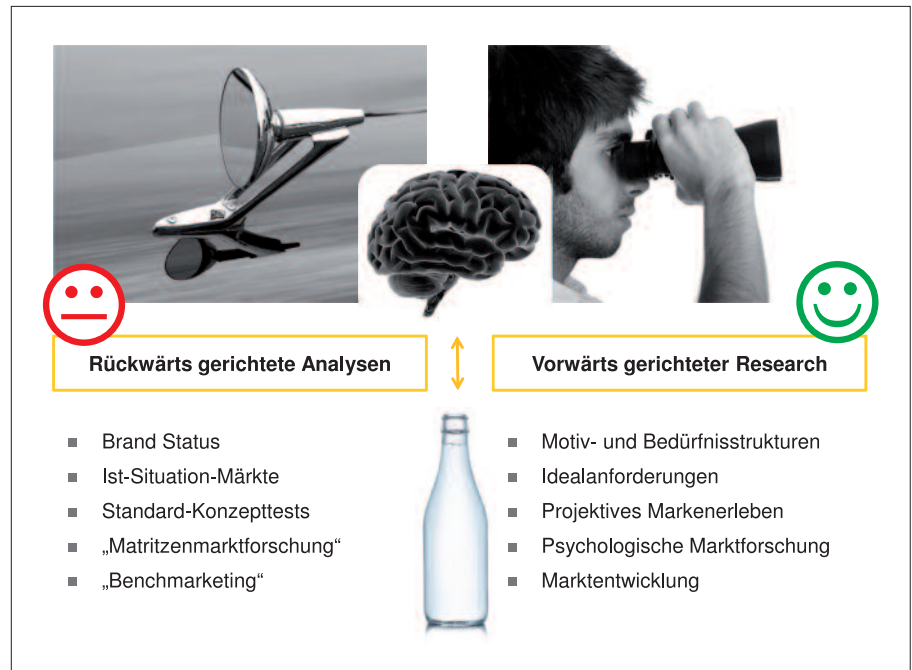 Rückwärts gerichtete Analysen
Brand Status
Ist-Situation-Märkte
Standard-Konzepttests
„Matritzenmarktforschung“
„Benchmarketing“
Vorwärts gerichteter Research
Motiv- und Bedürfnisstrukturen
Idealanforderungen
Projektives Markenerleben
Psychologische Marktforschung
Marktentwicklung